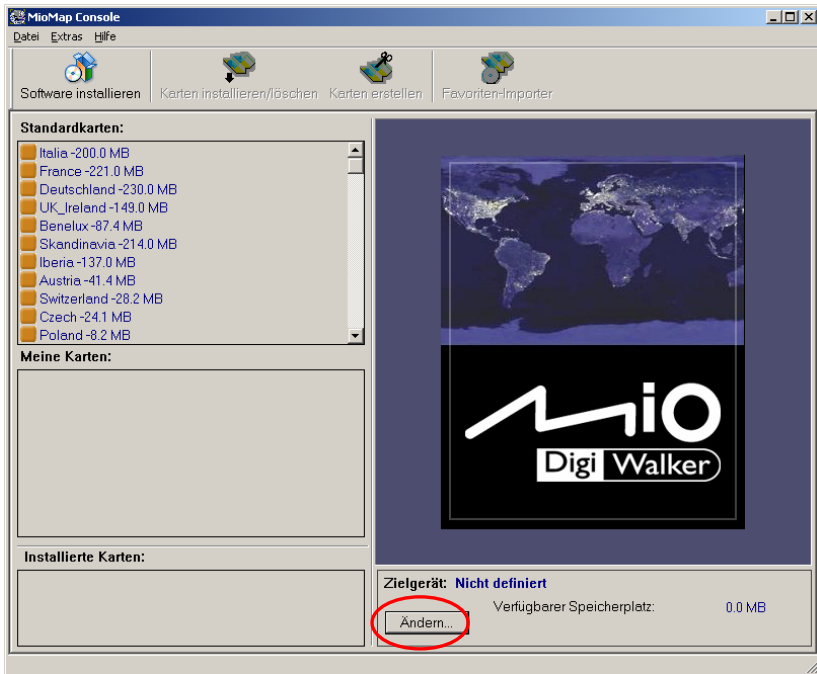 MioMap Console
Datei Extras Hilfe
Software installieren Karten installieren/löschen Karten erstellen Favoriten-Importer
Standardkarten:
Italia -200.0 MB
France -221.0 MB
Deutschland -230.0 MB
UK_Ireland -149.0 MB
Benelux -87.4 MB
Skandinavia -214.0 MB
Iberia -137.0 MB
Austria -41.4 MB
Switzerland -28.2 MB
Czech -24.1 MB
Poland -8.2 MB
Meine Karten:
Installierte Karten:
Mio
Digi Walker
Zielgerät: Nicht definiert
Verfügbarer Speicherplatz: 0.0 MB
Ändern...